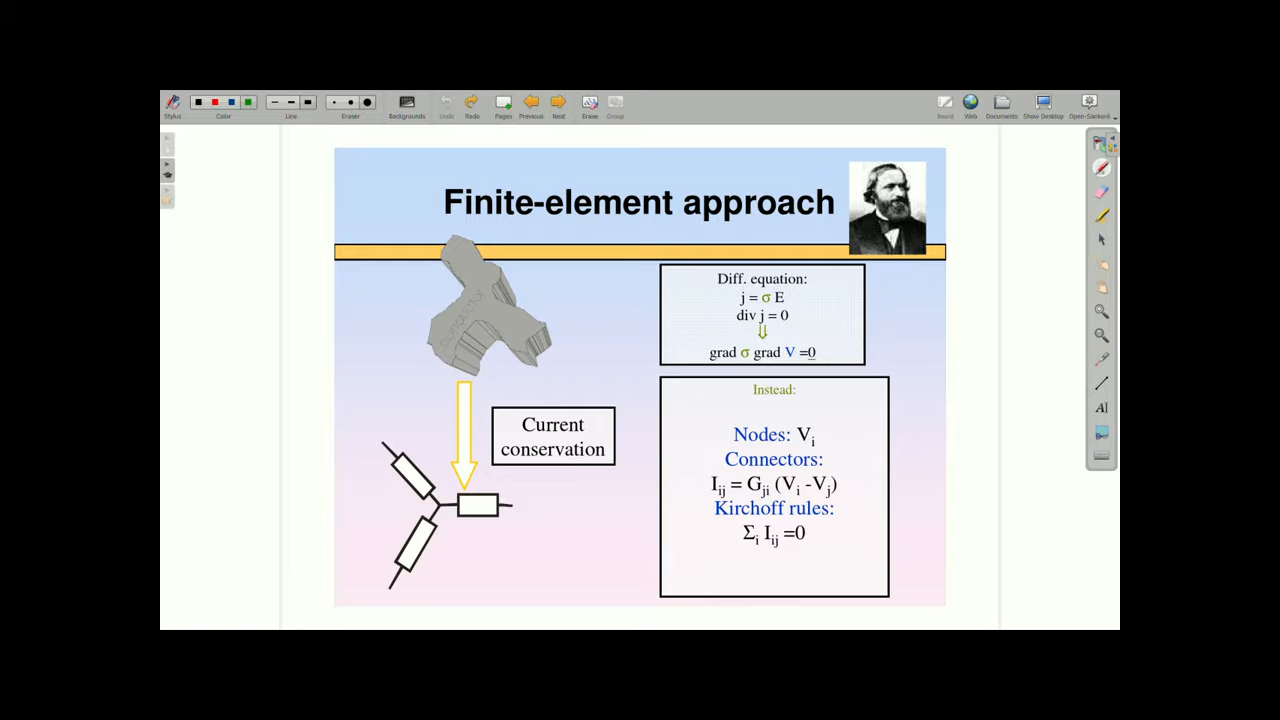 Stylus Color Line Eraser Backgrounds Undo Redo Pages Previous Next Erase Group Board Web Documents Show Desktop Open-Sankoré
Finite-element approach
Conductor
Diff. equation:
j = σ E
div j = 0
⇓
grad σ grad V =0
Current
conservation
Instead:
Nodes: Vi
Connectors:
Iij = Gji (Vi -Vj)
Kirchoff rules:
Σi Iij =0